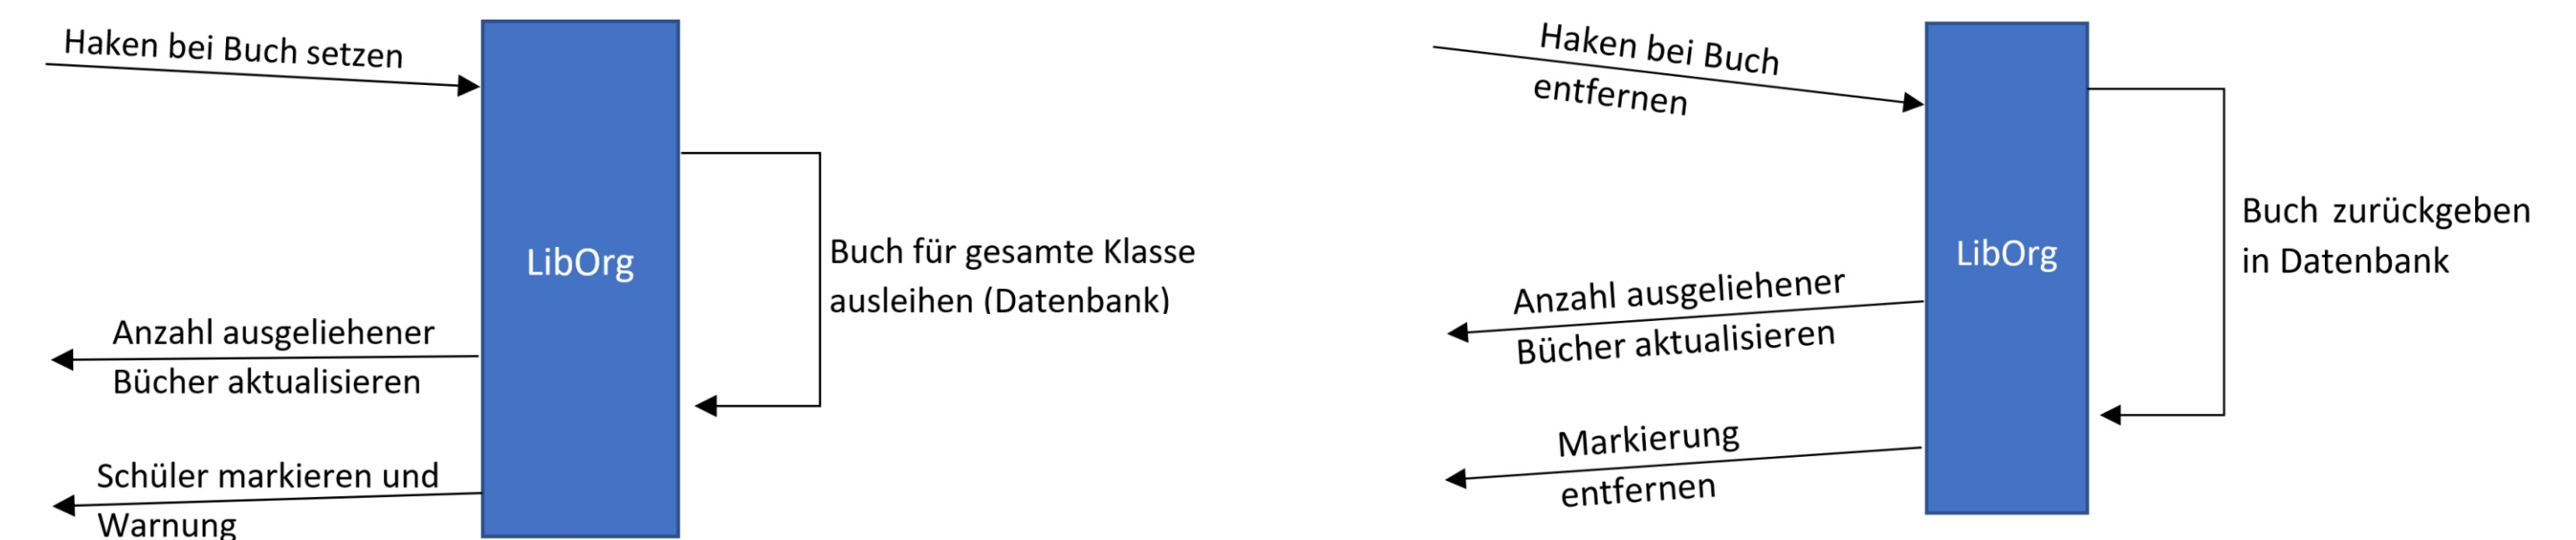 Haken bei Buch setzen
LibOrg
Buch für gesamte Klasse
ausleihen (Datenbank)
Anzahl ausgeliehener
Bücher aktualisieren
Schüler markieren und
Warnung
Haken bei Buch
entfernen
LibOrg
Buch zurückgeben
in Datenbank
Anzahl ausgeliehener
Bücher aktualisieren
Markierung
entfernen